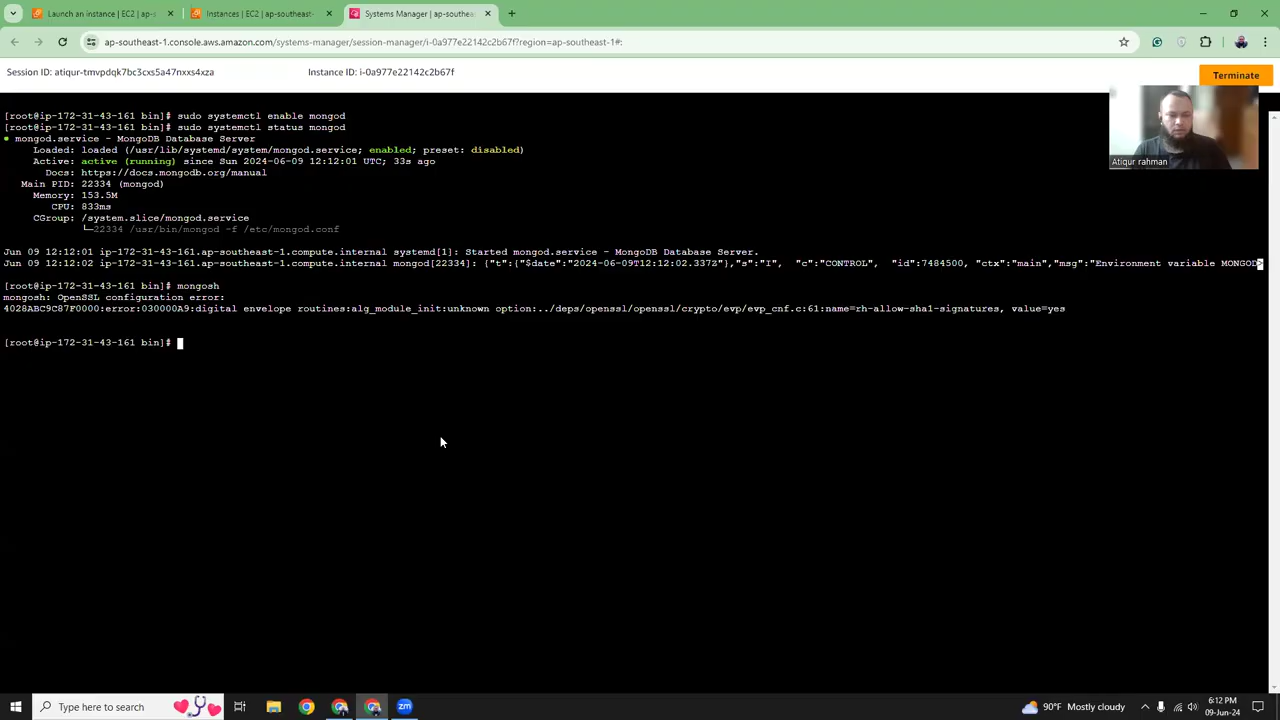 Launch an instance | EC2 | ap-s
Instances | EC2 | ap-southeast-
Systems Manager | ap-southeast-
ap-southeast-1.console.aws.amazon.com/systems-manager/session-manager/i-0a977e22142c2b67f?region=ap-southeast-1#:
Session ID: atiqur-tmvpdqk7bc3cxs5a47nxxs4xza
Instance ID: i-0a977e22142c2b67f
Terminate
Atiqur rahman
[root@ip-172-31-43-161 bin]# sudo systemctl enable mongod
[root@ip-172-31-43-161 bin]# sudo systemctl status mongod
● mongod.service - MongoDB Database Server
Loaded: loaded (/usr/lib/systemd/system/mongod.service; enabled; preset: disabled)
Active: active (running) since Sun 2024-06-09 12:12:01 UTC; 33s ago
Docs: https://docs.mongodb.org/manual
Main PID: 22334 (mongod)
Memory: 153.5M
CPU: 833ms
CGroup: /system.slice/mongod.service
└─22334 /usr/bin/mongod -f /etc/mongod.conf
Jun 09 12:12:01 ip-172-31-43-161.ap-southeast-1.compute.internal systemd[1]: Started mongod.service - MongoDB Database Server.
Jun 09 12:12:02 ip-172-31-43-161.ap-southeast-1.compute.internal mongod[22334]: {"t":{"$date":"2024-06-09T12:12:02.337Z"},"s":"I",  "c":"CONTROL",  "id":7484500, "ctx":"main","msg":"Environment variable MONGOD>
[root@ip-172-31-43-161 bin]# mongosh
mongosh: OpenSSL configuration error:
4028ABC9C87F0000:error:030000A9:digital envelope routines:alg_module_init:unknown option:../deps/openssl/openssl/crypto/evp/evp_cnf.c:61:name=rh-allow-sha1-signatures, value=yes
[root@ip-172-31-43-161 bin]#
Type here to search
zm
90°F Mostly cloudy
6:12 PM
09-Jun-24